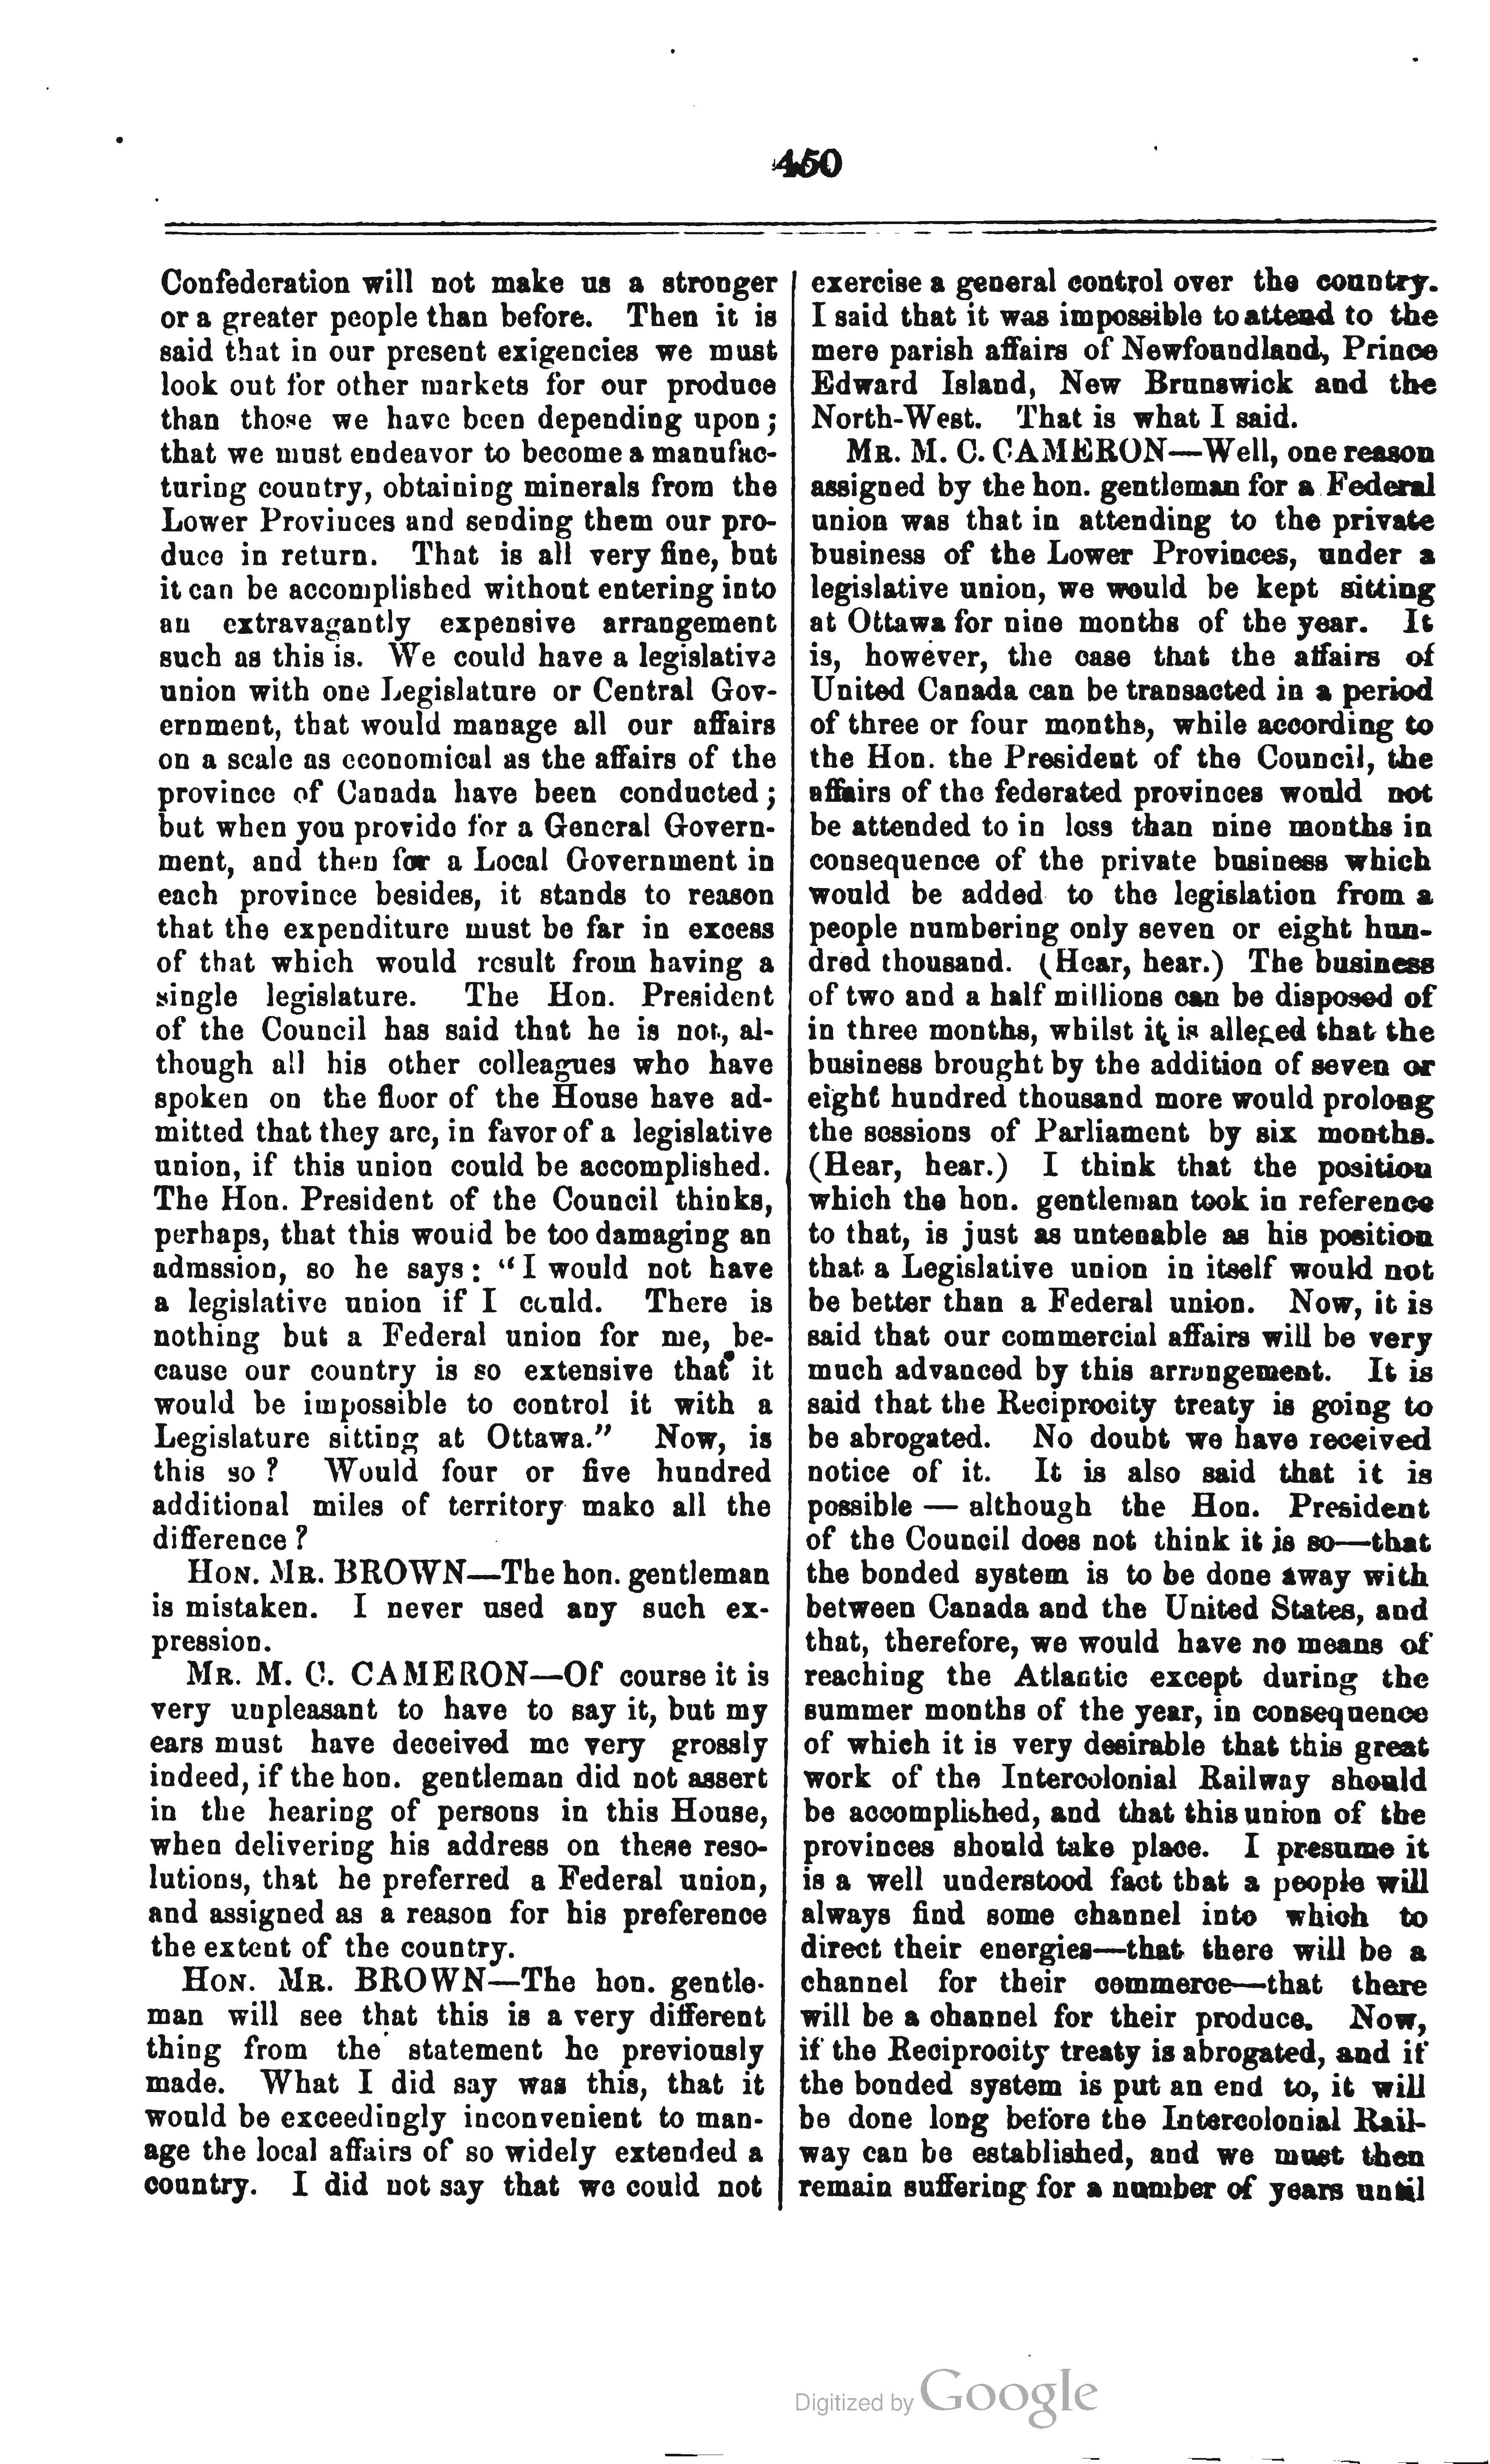 450
Confederation will not make us a stronger
or a greater people than before. Then it is
said that in our present exigencies we must
look out for other markets for our produce
than those we have been depending upon;
that we must endeavor to become a manufac-
turing country, obtaining minerals from the
Lower Provinces and sending them our pro-
duce in return. That is all very fine, but
it can be accomplished without entering into
an extravagantly expensive arrangement
such as this is. We could have a legislative
union with one Legislature or Central Gov-
ernment, that would manage all our affairs
on a scale as economical as the affairs of the
province of Canada have been conducted;
but when you provide for a General Govern-
ment, and then for a Local Government in
each province besides, it stands to reason
that the expenditure must be far in excess
of that which would result from having a
single legislature. The Hon. President
of the Council has said that he is not, al-
though all his other colleagues who have
spoken on the floor of the House have ad-
mitted that they are, in favor of a legislative
union, if this union could be accomplished.
The Hon. President of the Council thinks,
perhaps, that this would be too damaging an
admssion, so he says: "I would not have
a legislative union if I could. There is
nothing but a Federal union for me, be-
cause our country is so extensive that it
would be impossible to control it with a
Legislature sitting at Ottawa." Now, is
this so? Would four or five hundred
additional miles of territory make all the
difference?
HON. MR. BROWN—The hon. gentleman
is mistaken. I never used any such ex-
pression.
MR. M. C. CAMERON—Of course it is
very unpleasant to have to say it, but my
ears must have deceived me very grossly
indeed, if the hon. gentleman did not assert
in the hearing of persons in this House,
when delivering his address on these reso-
lutions, that he preferred a Federal union,
and assigned as a reason for his preference
the extent of the country.
HON. MR. BROWN—The hon. gentle-
man will see that this is a very different
thing from the statement he previously
made. What I did say was this, that it
would be exceedingly inconvenient to man-
age the local affairs of so widely extended a
country. I did not say that we could not
exercise a general control over the country.
I said that it was impossible to attend to the
mere parish affairs of Newfoundland, Prince
Edward Island, New Brunswick and the
North-West. That is what I said.
MR. M. C. CAMERON—Well, one reason
assigned by the hon. gentleman for a Federal
union was that in attending to the private
business of the Lower Provinces, under a
legislative union, we would be kept sitting
at Ottawa for nine months of the year. It
is, however, the case that the affairs of
United Canada can be transacted in a period
of three or four months, while according to
the Hon. the President of the Council, the
affairs of the federated provinces would not
be attended to in less than nine months in
consequence of the private business which
would be added to the legislation from a
people numbering only seven or eight hun-
dred thousand. (Hear, hear.) The business
of two and a half millions can be disposed of
in three months, whilst it is alleged that the
business brought by the addition of seven or
eight hundred thousand more would prolong
the sessions of Parliament by six months.
(Hear, hear.) I think that the position
which the hon. gentleman took in reference
to that, is just as untenable as his position
that a Legislative union in itself would not
be better than a Federal union. Now, it is
said that our commercial affairs will be very
much advanced by this arrangement. It is
said that the Reciprocity treaty is going to
be abrogated. No doubt we have received
notice of it. It is also said that it is
possible — although the Hon. President
of the Council does not think it is so—that
the bonded system is to be done away with
between Canada and the United States, and
that, therefore, we would have no means of
reaching the Atlantic except during the
summer months of the year, in consequence
of which it is very desirable that this great
work of the Intercolonial Railway should
be accomplished, and that this union of the
provinces should take place. I presume it
is a well understood fact that a people will
always find some channel into which to
direct their energies—that there will be a
channel for their commerce—that there
will be a channel for their produce. Now,
if the Reciprocity treaty is abrogated, and if
the bonded system is put an end to, it will
be done long before the Intercolonial Rail-
way can be established, and we must then
remain suffering for a number of years until
Digitized by Google